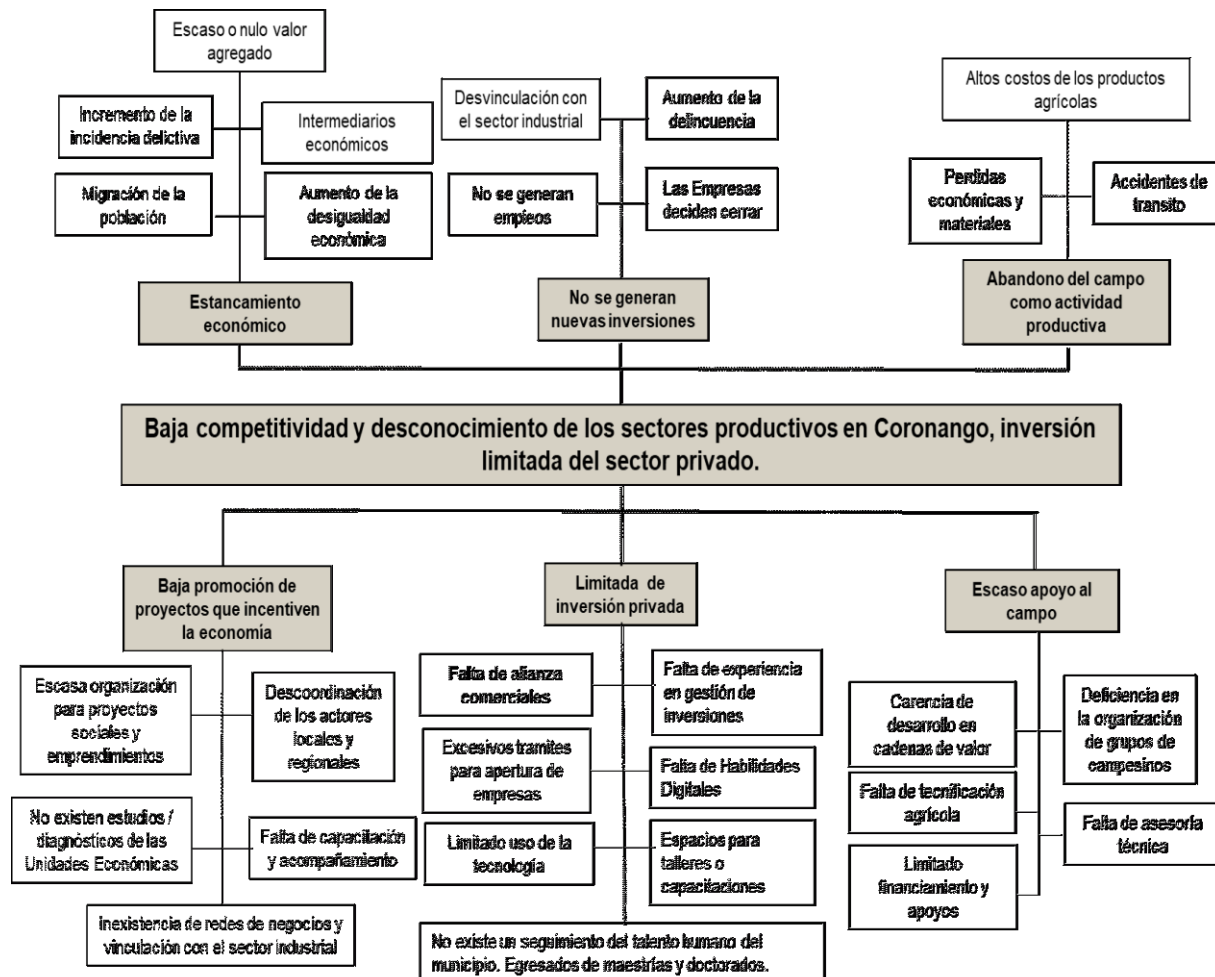 Escaso o nulo valor
agregado
Incremento de la
incidencia delictiva
Intermediarios
económicos
Migración de la
población
Aumento de la
desigualdad
económica
Estancamiento
económico
Desvinculación con
el sector industrial
Aumento de la
delincuencia
No se generan
empleos
Las Empresas
deciden cerrar
No se generan
nuevas inversiones
Altos costos de los productos
agrícolas
Perdidas
económicas y
materiales
Accidentes de
transito
Abandono del campo
como actividad
productiva
Baja competitividad y desconocimiento de los sectores productivos en Coronango, inversión
limitada del sector privado.
Baja promoción de
proyectos que incentiven
la economía
Escasa organización
para proyectos
sociales y
emprendimientos
Descoordinación
de los actores
locales y
regionales
No existen estudios /
diagnósticos de las
Unidades Económicas
Falta de capacitación
y acompañamiento
Inexistencia de redes de negocios y
vinculación con el sector industrial
Limitada de
inversión privada
Falta de alianza
comerciales
Falta de experiencia
en gestión de
inversiones
Excesivos tramites
para apertura de
empresas
Falta de Habilidades
Digitales
Limitado uso de la
tecnología
Espacios para
talleres o
capacitaciones
No existe un seguimiento del talento humano del
municipio. Egresados de maestrías y doctorados.
Escaso apoyo al
campo
Carencia de
desarrollo en
cadenas de valor
Deficiencia en
la organización
de grupos de
campesinos
Falta de tecnificación
agrícola
Falta de asesoría
técnica
Limitado
financiamiento y
apoyos